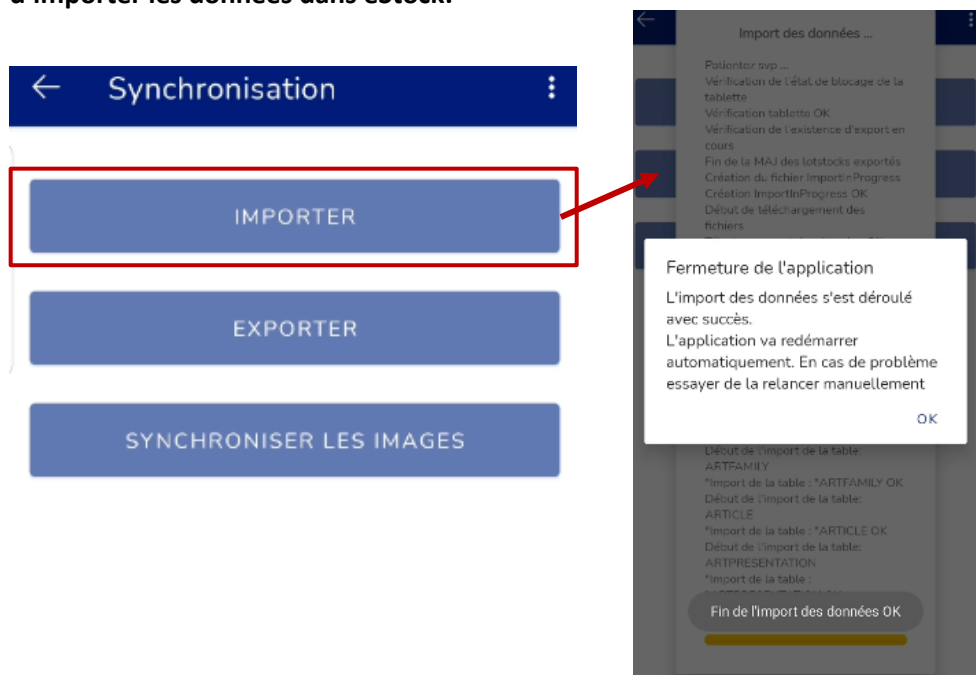 d'importer les données dans eStock.
Synchronisation
IMPORTER
EXPORTER
SYNCHRONISER LES IMAGES
Import des données ...
Patientez svp ...
Vérification de l'état de blocage de la
tablette
Vérification tablette OK
Vérification de l'existence d'export en
cours
Fin de la MAJ des lotstocks exportés
Création du fichier ImportInProgress
Création ImportInProgress OK
Début de téléchargement des
fichiers
Fermeture de l'application
L'import des données s'est déroulé
avec succès.
L'application va redémarrer
automatiquement. En cas de problème
essayer de la relancer manuellement
OK
Début de l'import de la table:
ARTFAMILY
*Import de la table : *ARTFAMILY OK
Début de l'import de la table:
ARTICLE
*Import de la table : *ARTICLE OK
Début de l'import de la table:
ARTPRESENTATION
*Import de la table :
Fin de l'import des données OK